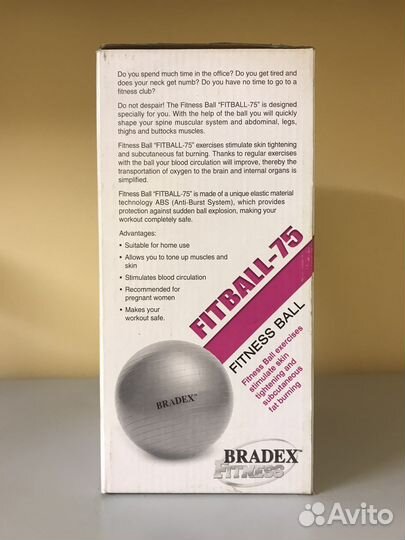 Do you spend much time in the office? Do you get tired and
does your neck get numb? Do you have no time to go to a
fitness club?
Do not despair! The Fitness Ball "FITBALL-75" is designed
specially for you. With the help of the ball you will quickly
shape your spine muscular system and abdominal, legs,
thighs and buttocks muscles.
Fitness Ball "FITBALL-75" exercises stimulate skin tightening
and subcutaneous fat burning. Thanks to regular exercises
with the ball your blood circulation will improve, thereby the
transportation of oxygen to the brain and internal organs is
simplified.
Fitness Ball "FITBALL-75" is made of a unique elastic material
technology ABS (Anti-Burst System), which provides
protection against sudden ball explosion, making your
workout completely safe.
Advantages:
• Suitable for home use
• Allows you to tone up muscles and
skin
• Stimulates blood circulation
• Recommended for
pregnant women
• Makes your
workout safe.
FITBALL-75
FITNESS BALL
Fitness Ball exercises
stimulate skin
tightening and
subcutaneous
fat burning
BRADEX™
BRADEX™
FITNESS
Avito